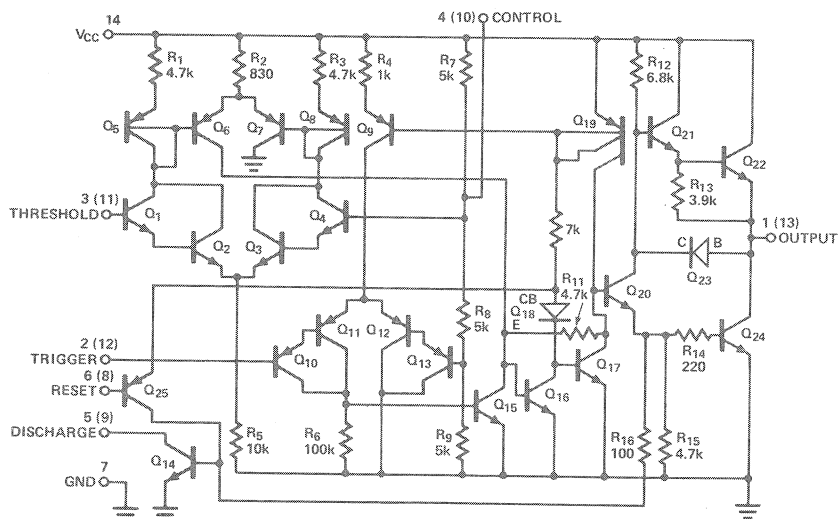 4 (10) CONTROL
14
VCC
R1
4.7k
R2
830
R3
4.7k
R4
1k
R7
5k
R12
6.8k
Q5
Q6
Q7
Q8
Q9
Q19
Q21
Q22
R13
3.9k
3 (11)
THRESHOLD
Q1
Q2
Q3
Q4
7k
1 (13)
OUTPUT
C
B
Q23
R11
4.7k
CB
Q18
E
Q20
R8
5k
Q11
Q12
Q10
Q13
2 (12)
TRIGGER
6 (8)
RESET
Q25
5 (9)
DISCHARGE
Q17
R14
220
Q24
Q15
Q16
R5
10k
R6
100k
R9
5k
R16
100
R15
4.7k
Q14
7
GND